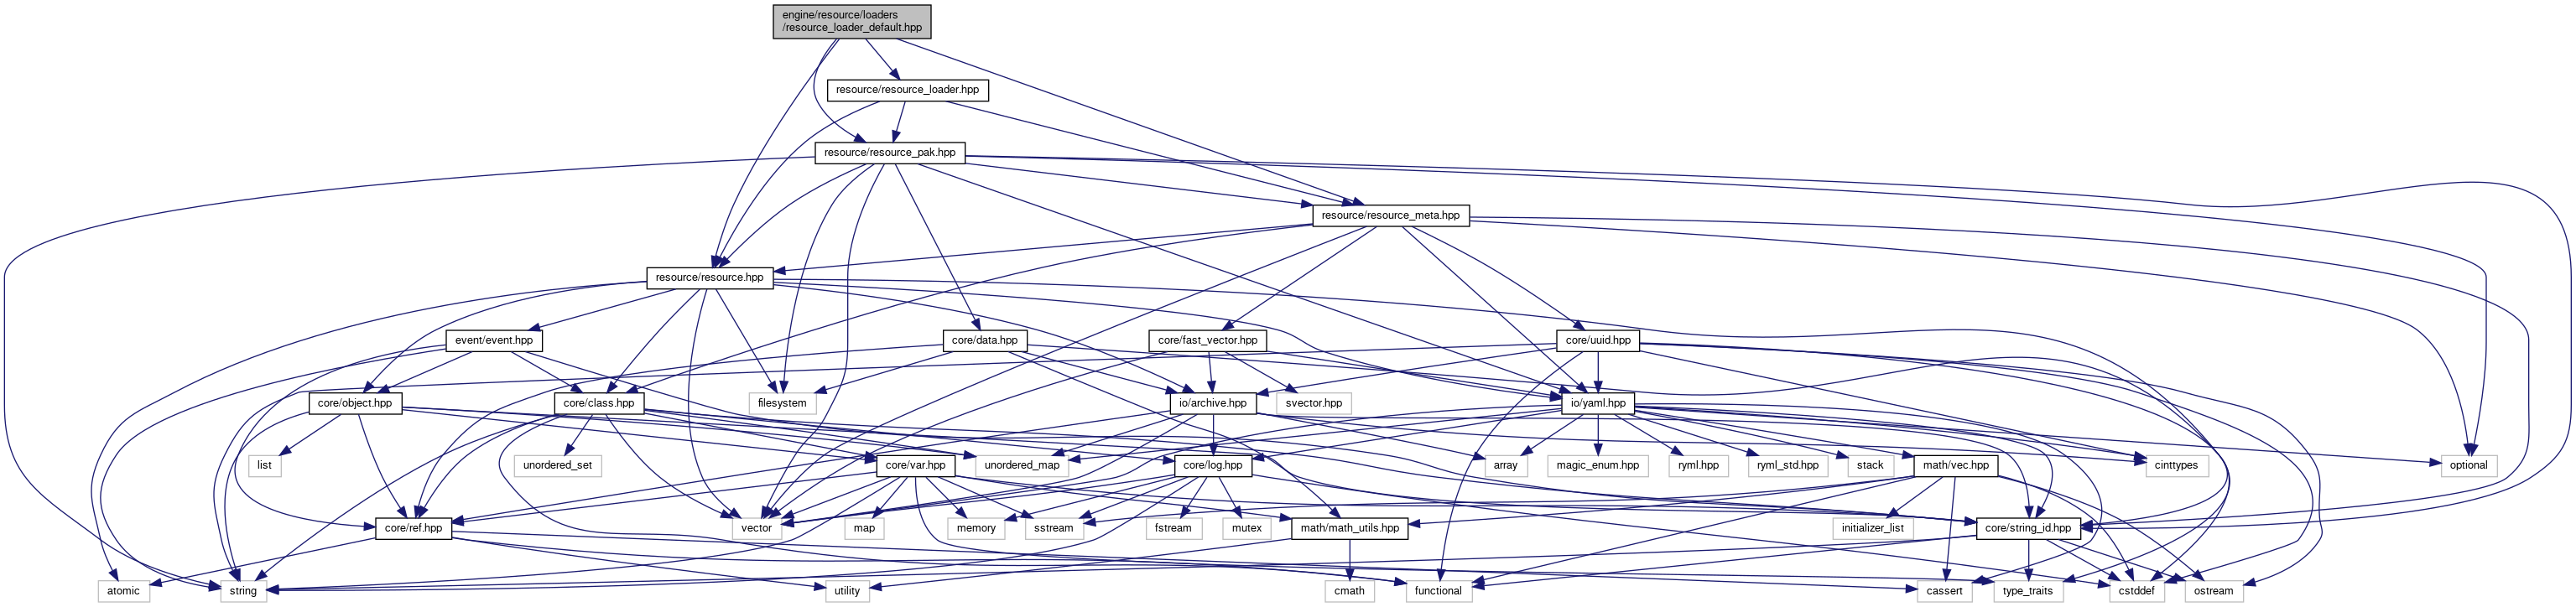 engine/resource/loaders
/resource_loader_default.hpp
resource/resource_loader.hpp
resource/resource_pak.hpp
resource/resource_meta.hpp
resource/resource.hpp
event/event.hpp
core/data.hpp
core/fast_vector.hpp
core/uuid.hpp
core/object.hpp
core/class.hpp
filesystem
io/archive.hpp
svector.hpp
io/yaml.hpp
list
unordered_set
core/var.hpp
unordered_map
core/log.hpp
array
magic_enum.hpp
ryml.hpp
ryml_std.hpp
stack
math/vec.hpp
cinttypes
optional
core/ref.hpp
vector
map
memory
sstream
fstream
mutex
math/math_utils.hpp
initializer_list
core/string_id.hpp
atomic
string
utility
cmath
functional
cassert
type_traits
cstddef
ostream